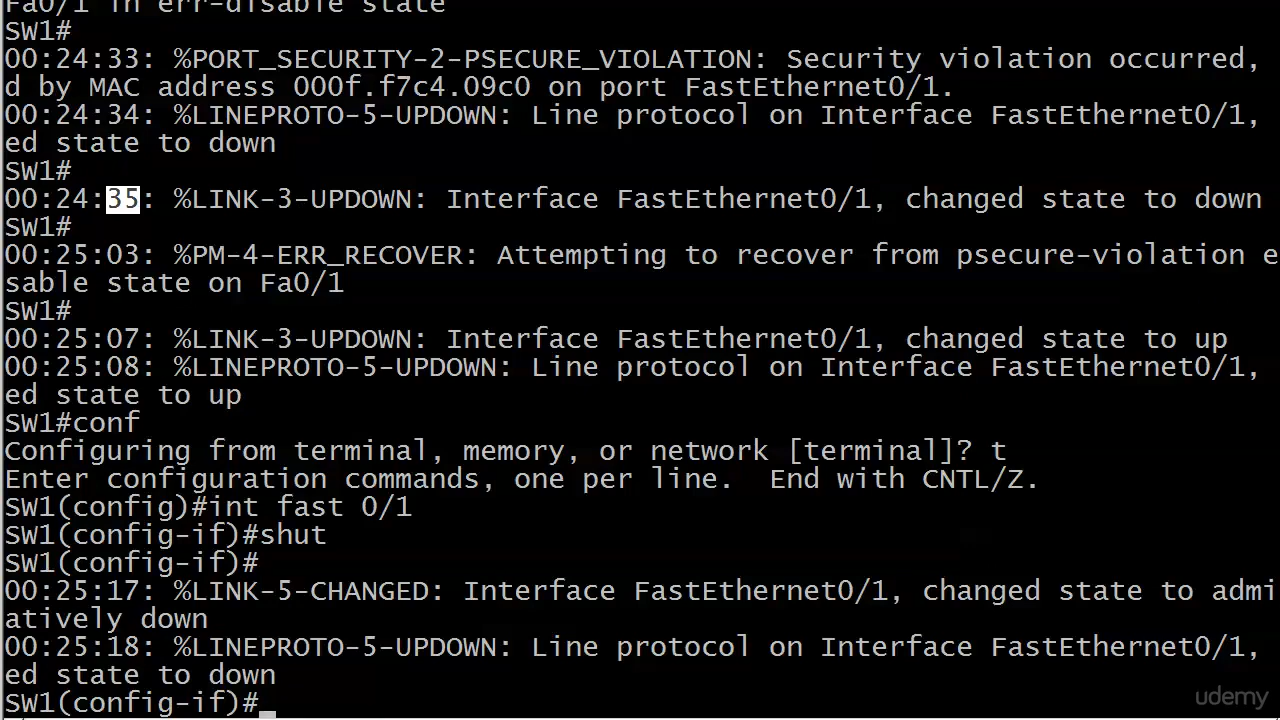 Fa0/1 in err-disable state
SW1#
00:24:33: %PORT_SECURITY-2-PSECURE_VIOLATION: Security violation occurred,
d by MAC address 000f.f7c4.09c0 on port FastEthernet0/1.
00:24:34: %LINEPROTO-5-UPDOWN: Line protocol on Interface FastEthernet0/1,
ed state to down
SW1#
00:24:35: %LINK-3-UPDOWN: Interface FastEthernet0/1, changed state to down
SW1#
00:25:03: %PM-4-ERR_RECOVER: Attempting to recover from psecure-violation e
sable state on Fa0/1
SW1#
00:25:07: %LINK-3-UPDOWN: Interface FastEthernet0/1, changed state to up
00:25:08: %LINEPROTO-5-UPDOWN: Line protocol on Interface FastEthernet0/1,
ed state to up
SW1#conf
Configuring from terminal, memory, or network [terminal]? t
Enter configuration commands, one per line.  End with CNTL/Z.
SW1(config)#int fast 0/1
SW1(config-if)#shut
SW1(config-if)#
00:25:17: %LINK-5-CHANGED: Interface FastEthernet0/1, changed state to admi
atively down
00:25:18: %LINEPROTO-5-UPDOWN: Line protocol on Interface FastEthernet0/1,
ed state to down
SW1(config-if)#
udemy